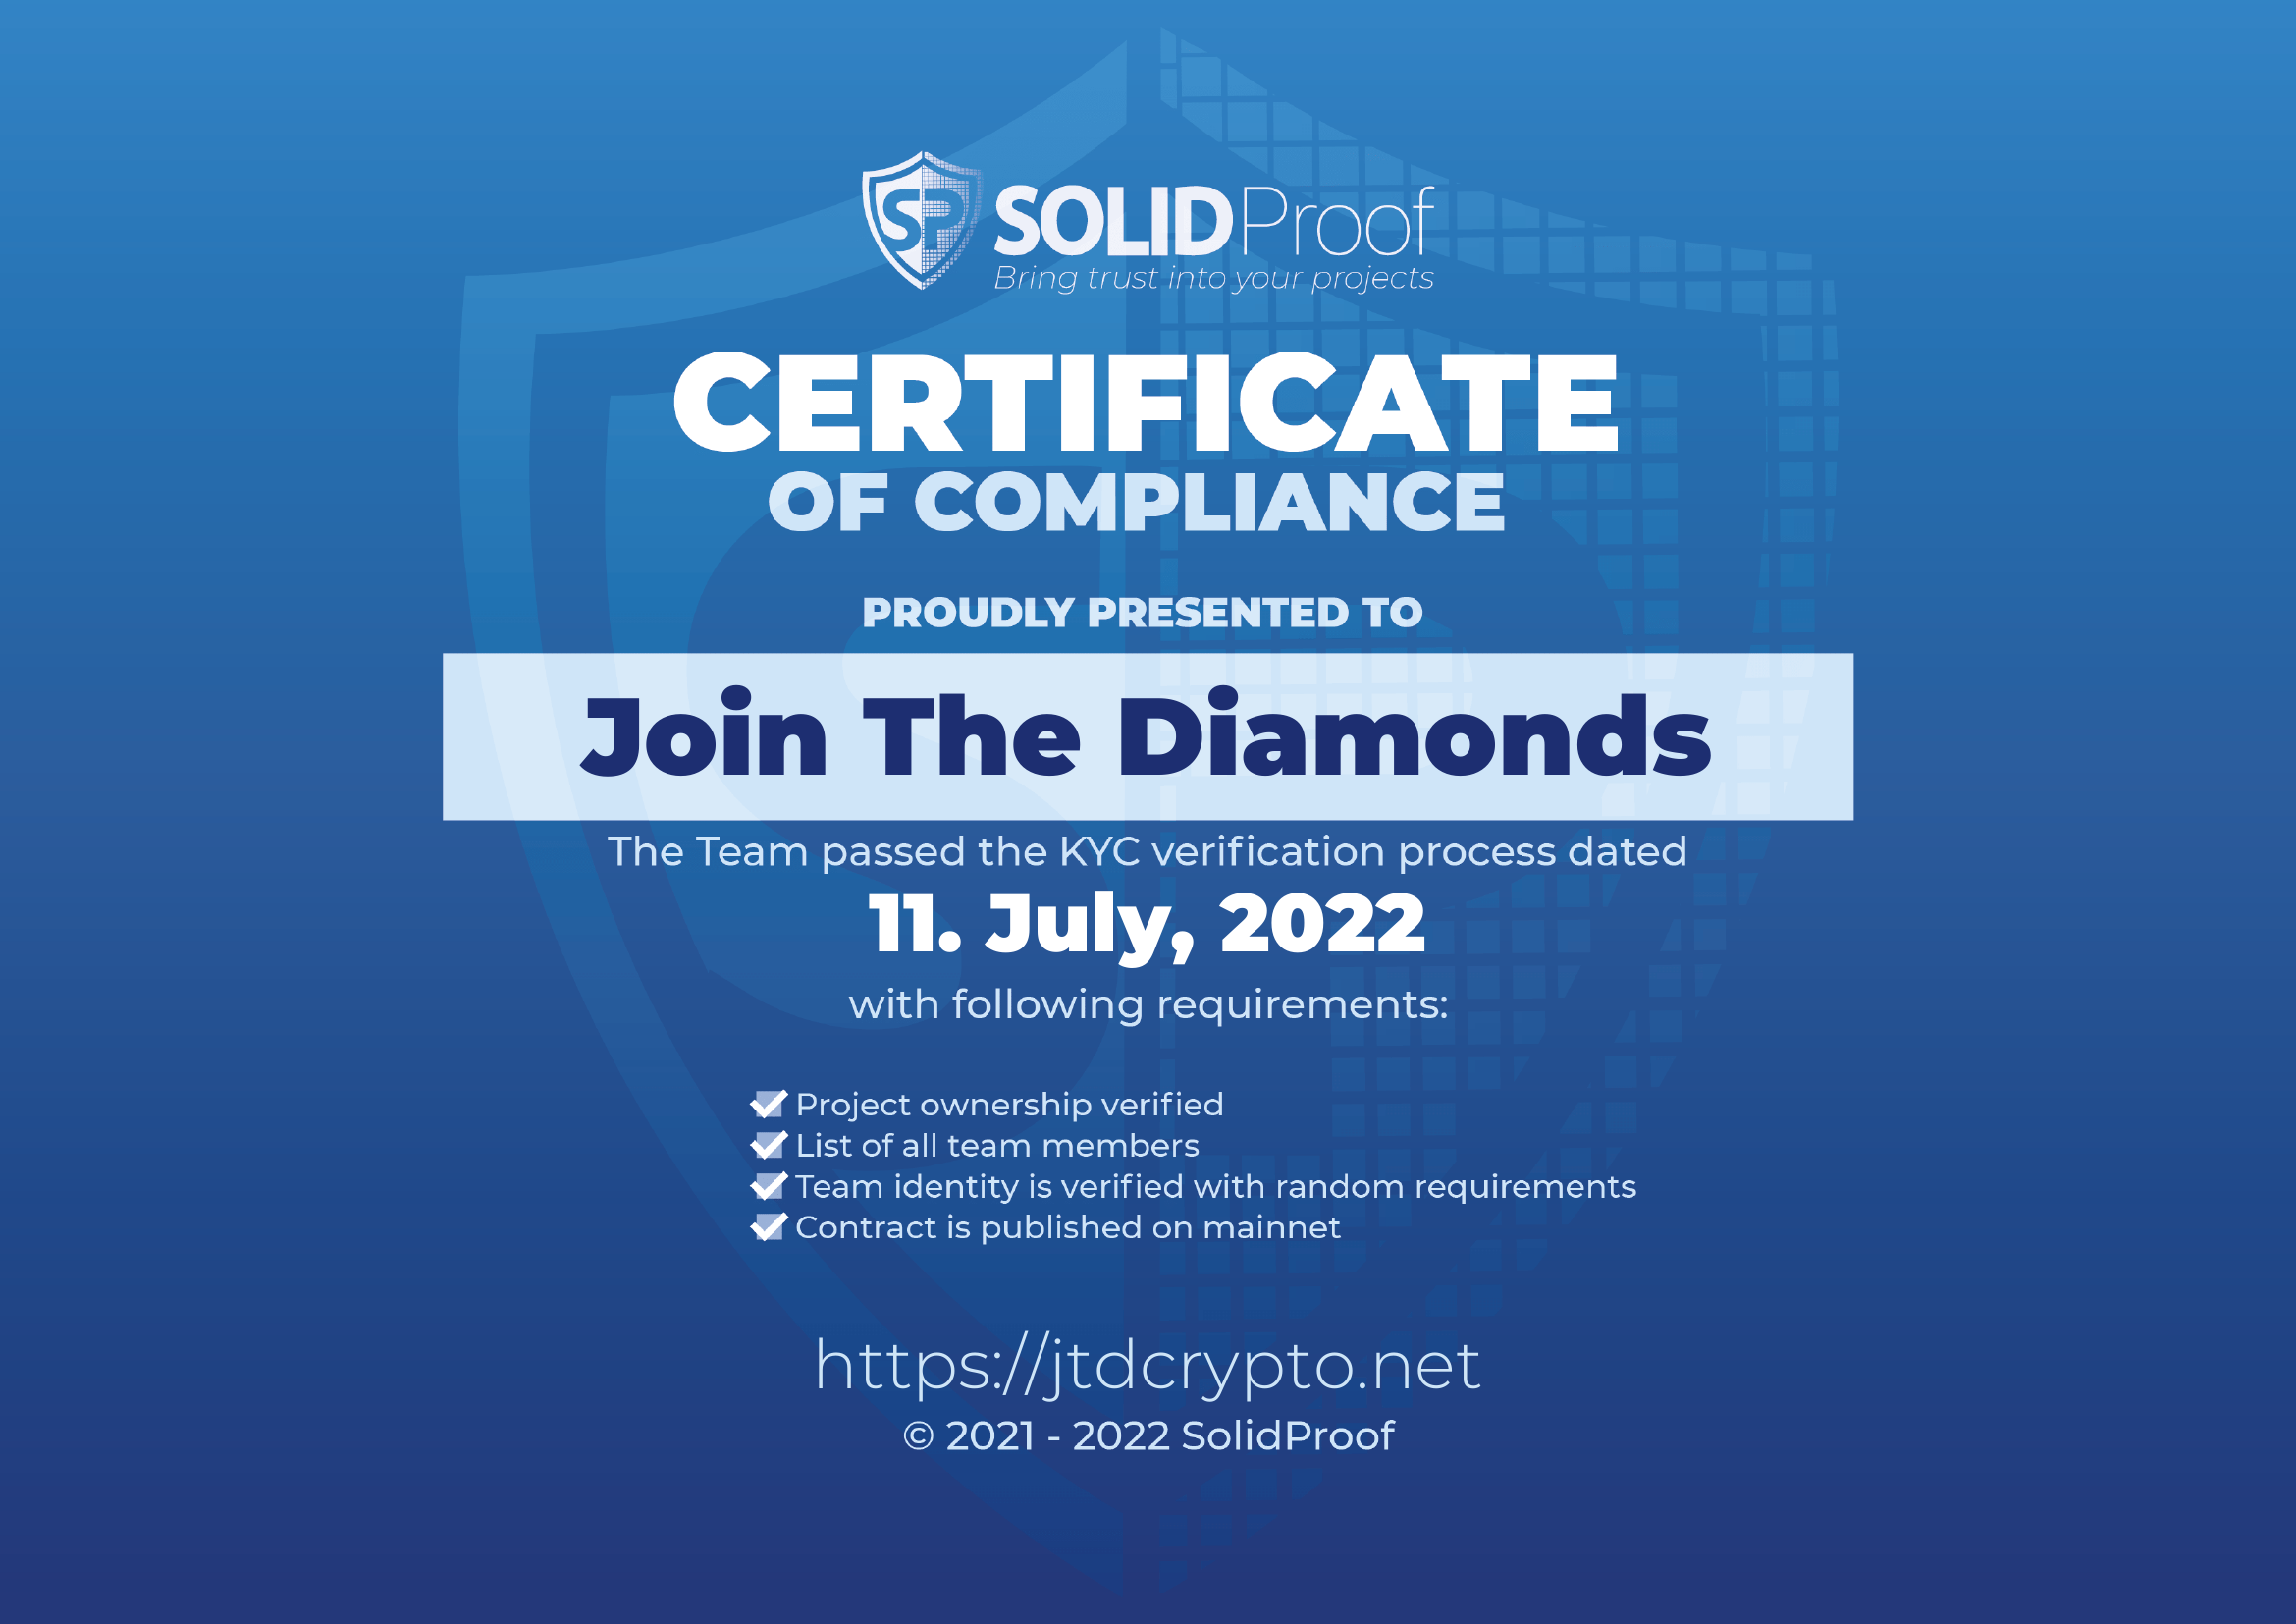 SP SOLIDProof
Bring trust into your projects
CERTIFICATE
OF COMPLIANCE
PROUDLY PRESENTED TO
Join The Diamonds
The Team passed the KYC verification process dated
11. July, 2022
with following requirements:
Project ownership verified
List of all team members
Team identity is verified with random requirements
Contract is published on mainnet
https://jtdcrypto.net
© 2021 - 2022 SolidProof